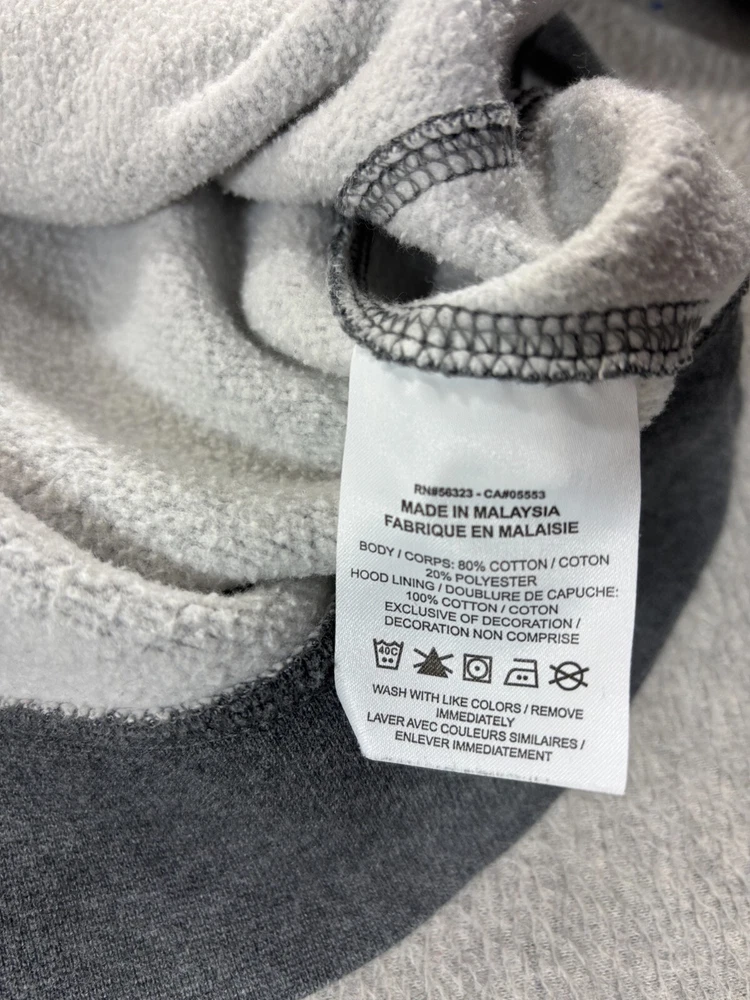 RN#56323 - CA#05553
MADE IN MALAYSIA
FABRIQUE EN MALAISIE
BODY / CORPS: 80% COTTON / COTON
20% POLYESTER
HOOD LINING / DOUBLURE DE CAPUCHE:
100% COTTON / COTON
EXCLUSIVE OF DECORATION /
DECORATION NON COMPRISE
40C
WASH WITH LIKE COLORS / REMOVE
IMMEDIATELY
LAVER AVEC COULEURS SIMILAIRES /
ENLEVER IMMEDIATEMENT